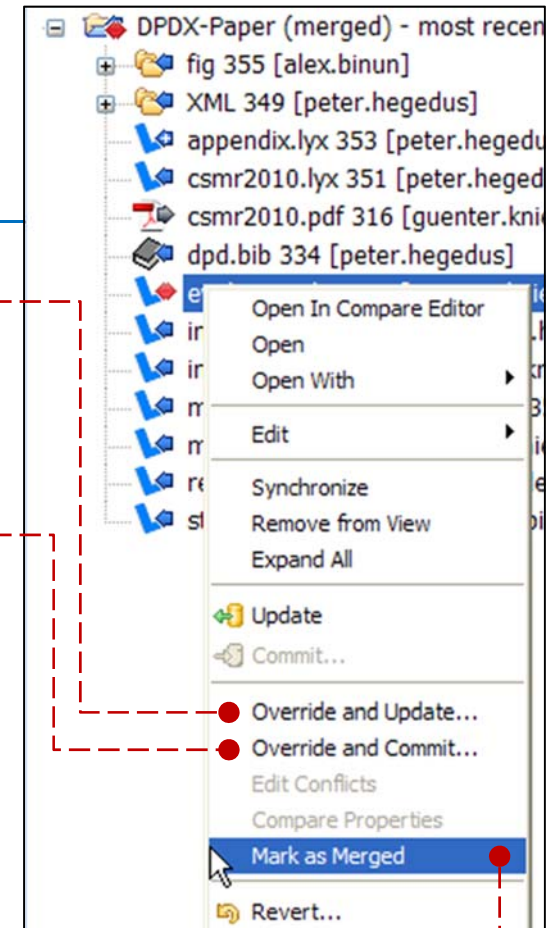 DPDX-Paper (merged) - most recen
fig 355 [alex.binun]
XML 349 [peter.hegedus]
appendix.lyx 353 [peter.hegedu
csmr2010.lyx 351 [peter.heged
csmr2010.pdf 316 [guenter.knie
dpd.bib 334 [peter.hegedus]
Open In Compare Editor
Open
Open With
Edit
Synchronize
Remove from View
Expand All
Update
Commit...
Override and Update...
Override and Commit...
Edit Conflicts
Compare Properties
Mark as Merged
Revert...